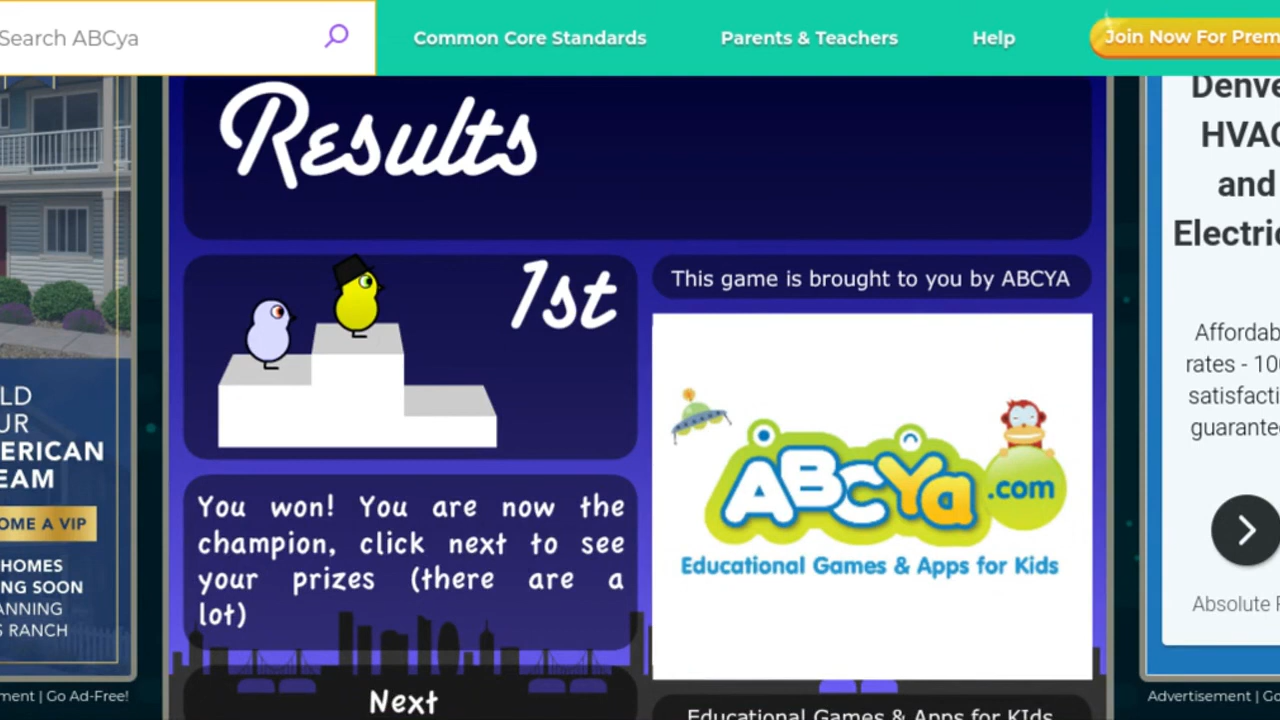 Search ABCya
Common Core Standards
Parents & Teachers
Help
Join Now For Prem
Results
1st
You won! You are now the
champion, click next to see
your prizes (there are a
lot)
Next
This game is brought to you by ABCYA
ABCYa.com
Educational Games & Apps for Kids
Educational Games & Apps for KIds
LD
UR
ERICAN
EAM
OME A VIP
HOMES
NG SOON
ANNING
S RANCH
ment | Go Ad-Free!
Denve
HVAC
and
Electric
Affordab
rates - 10
satisfacti
guarante
Absolute
Advertisement | Go